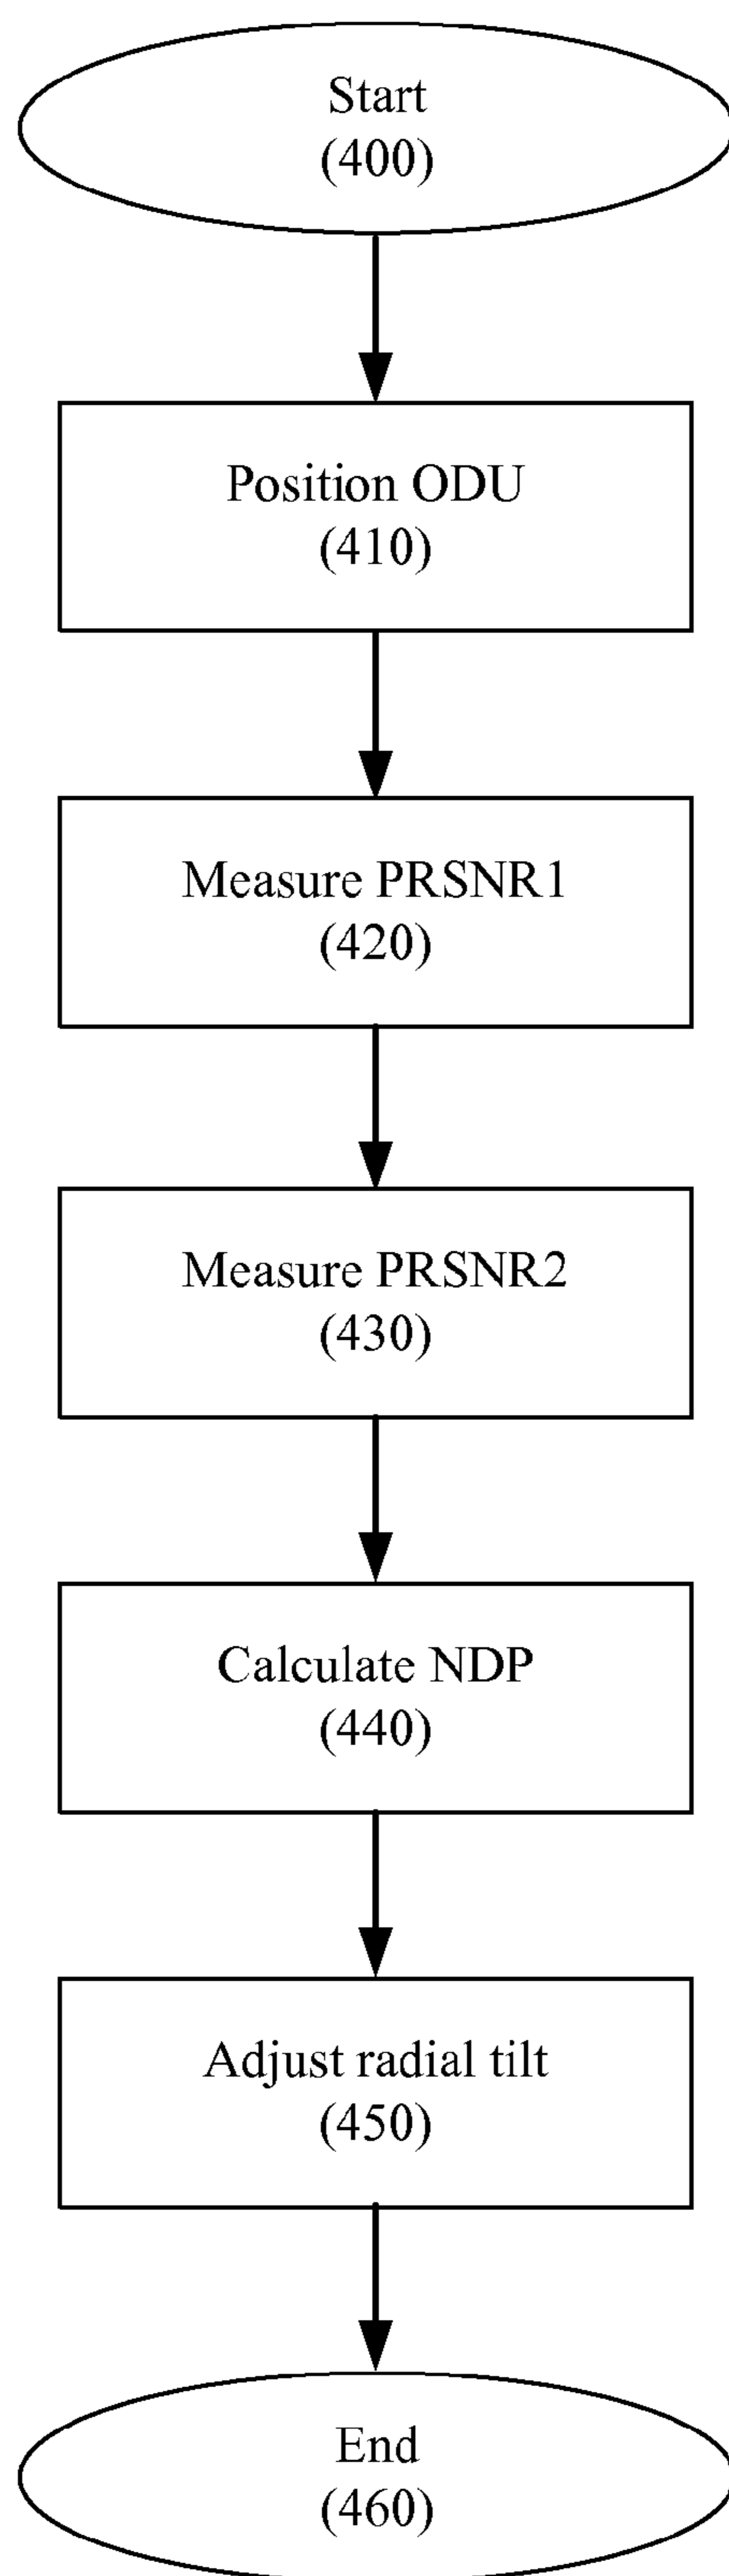 Start
(400)
Position ODU
(410)
Measure PRSNR1
(420)
Measure PRSNR2
(430)
Calculate NDP
(440)
Adjust radial tilt
(450)
End
(460)